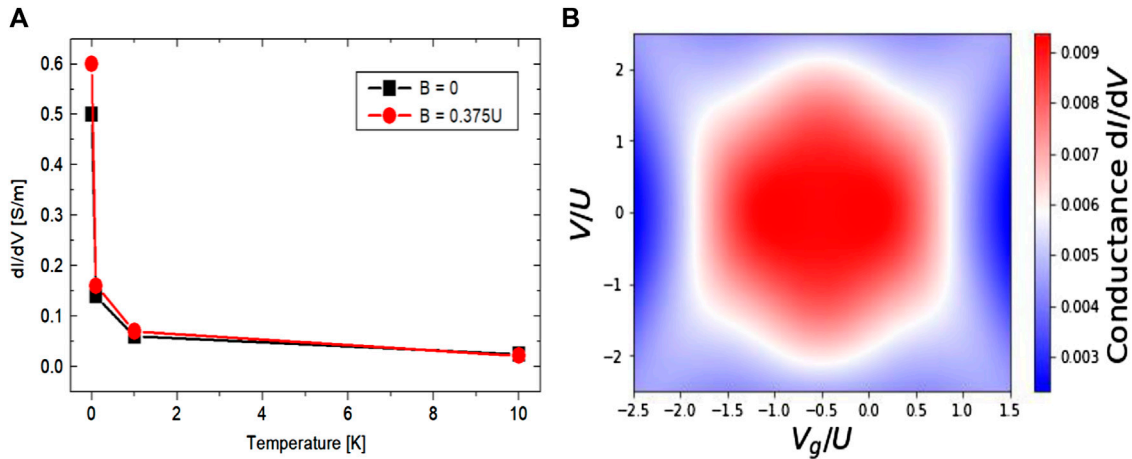 A
dI/dV [S/m]
0.6
0.5
0.4
0.3
0.2
0.1
0.0
B = 0
B = 0.375U
0 2 4 6 8 10
Temperature [K]
B
V/U
2
1
0
−1
−2
−2.5 −2.0 −1.5 −1.0 −0.5 0.0 0.5 1.0 1.5
Vg/U
0.009
0.008
0.007
0.006
0.005
0.004
0.003
Conductance dI/dV